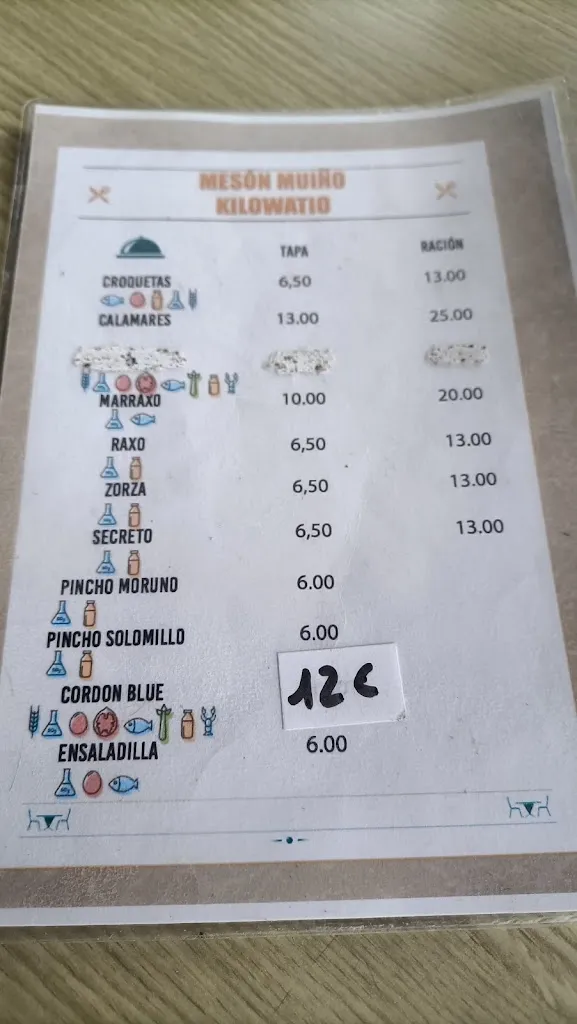 MESÓN MUIÑO
KILOWATIO
TAPA RACIÓN
CROQUETAS 6,50 13.00
CALAMARES 13.00 25.00
MARRAXO 10.00 20.00
RAXO 6,50 13.00
ZORZA 6,50 13.00
SECRETO 6,50 13.00
PINCHO MORUNO 6.00
PINCHO SOLOMILLO 6.00
CORDON BLUE 12€
ENSALADILLA 6.00